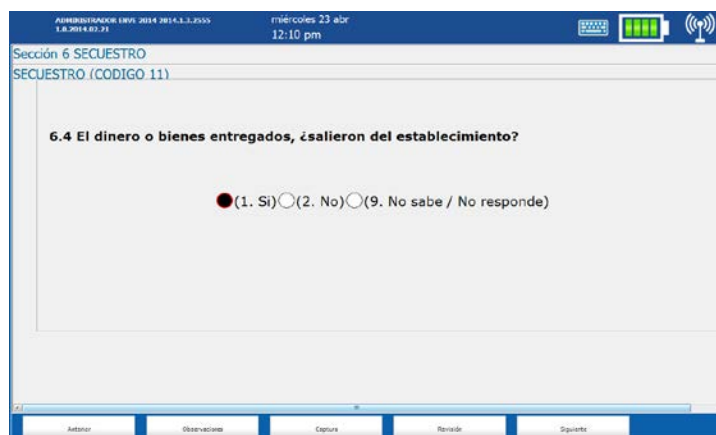 ADMINISTRADOR ENVE 2014 2014.1.3.2555
1.0.2014.02.21
miércoles 23 abr
12:10 pm
Sección 6 SECUESTRO
SECUESTRO (CODIGO 11)
6.4 El dinero o bienes entregados, ¿salieron del establecimiento?
(1. Si) (2. No) (9. No sabe / No responde)
Anterior Observaciones Captura Revisión Siguiente